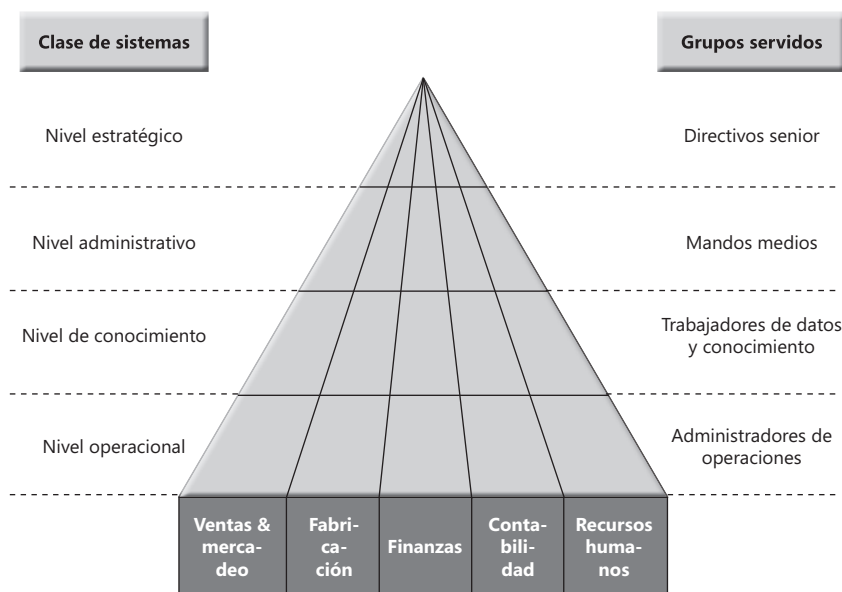 Clase de sistemas
Grupos servidos
Nivel estratégico
Directivos senior
Nivel administrativo
Mandos medios
Nivel de conocimiento
Trabajadores de datos
y conocimiento
Nivel operacional
Administradores de
operaciones
Ventas &
merca-
deo
Fabri-
ca-
ción
Finanzas
Conta-
bili-
dad
Recursos
huma-
nos